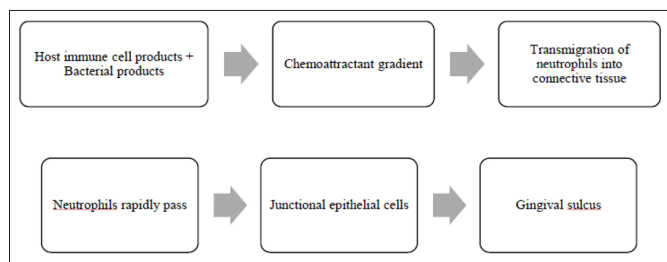 Host immune cell products +
Bacterial products
Chemoattractant gradient
Transmigration of
neutrophils into
connective tissue
Neutrophils rapidly pass
Junctional epithelial cells
Gingival sulcus